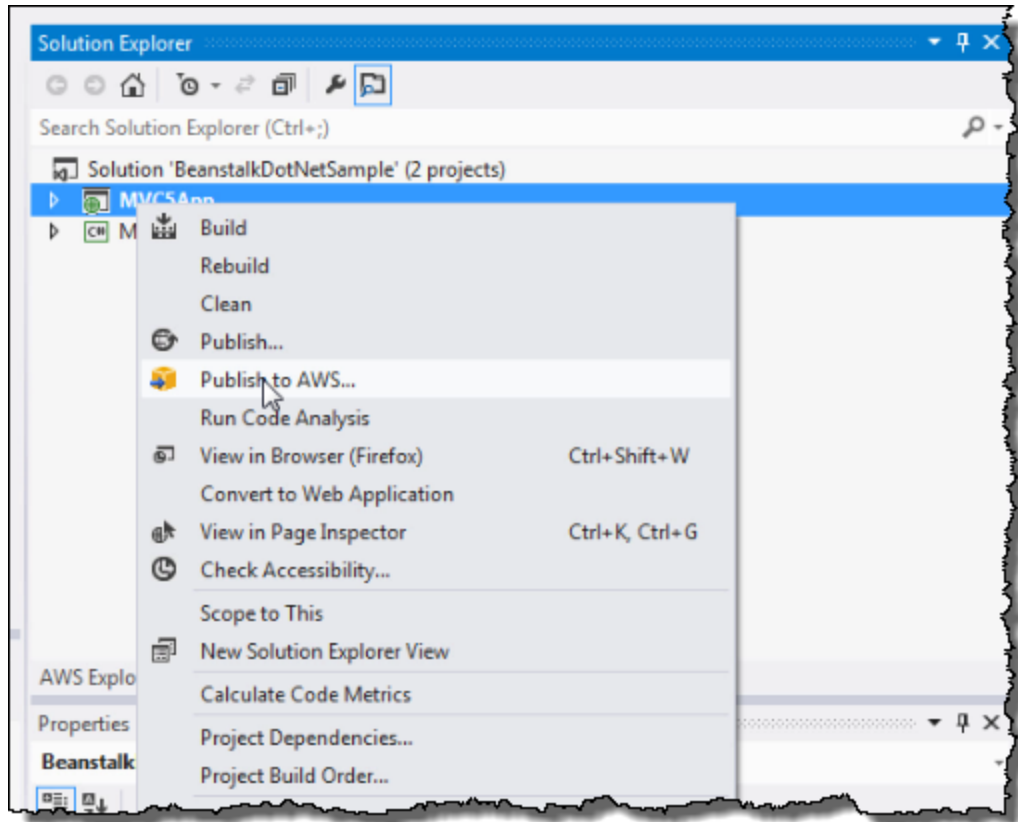 Solution Explorer
Search Solution Explorer (Ctrl+;)
Solution 'BeanstalkDotNetSample' (2 projects)
MVC5App
C# M
Build
Rebuild
Clean
Publish...
Publish to AWS...
Run Code Analysis
View in Browser (Firefox) Ctrl+Shift+W
Convert to Web Application
View in Page Inspector Ctrl+K, Ctrl+G
Check Accessibility...
Scope to This
New Solution Explorer View
AWS Explo
Calculate Code Metrics
Properties
Project Dependencies...
Beanstalk
Project Build Order...